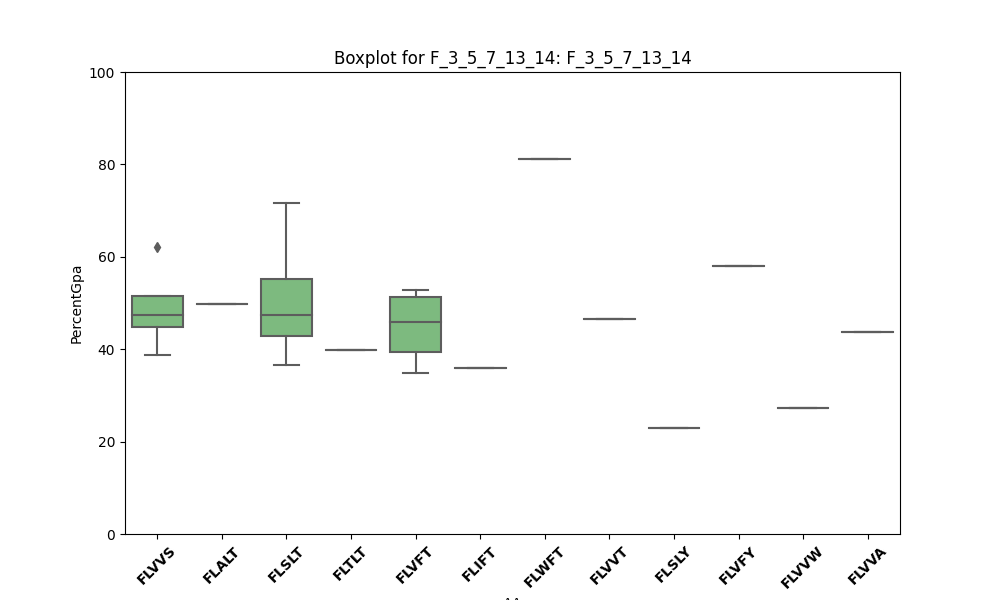 Boxplot for F_3_5_7_13_14: F_3_5_7_13_14
100
80
60
40
20
0
PercentGpa
FLVVS
FLALT
FLSLT
FLTLT
FLVFT
FLIFT
FLWFT
FLVVT
FLSLY
FLVFY
FLVVW
FLVVA